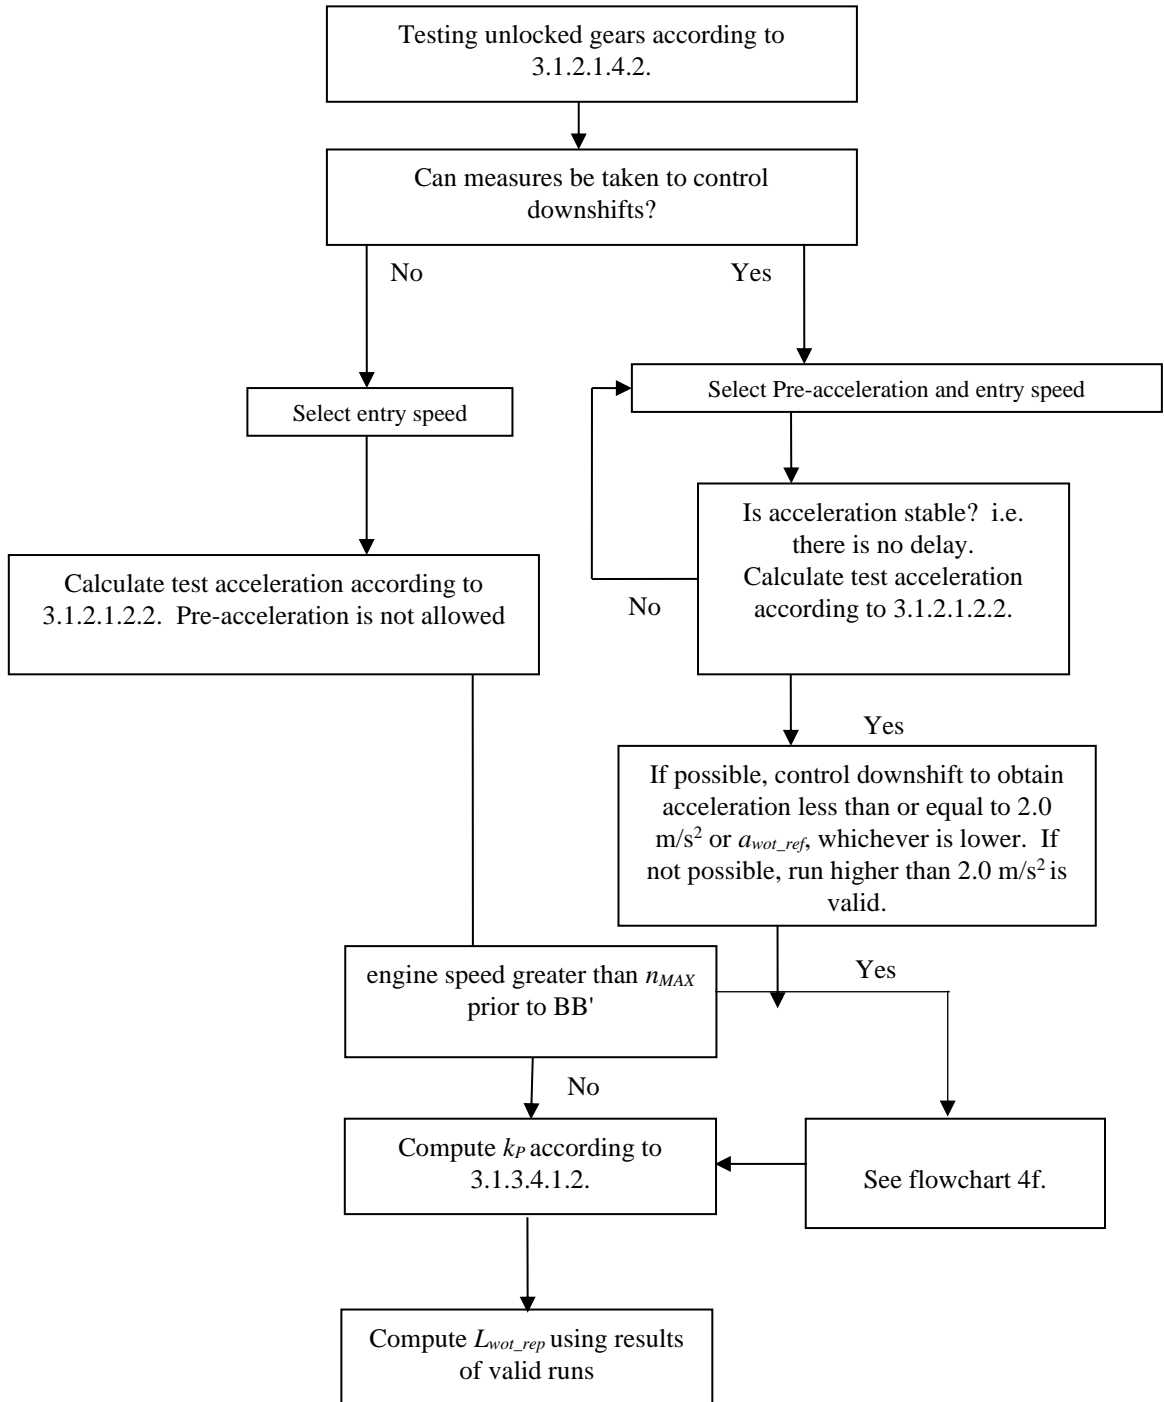 Testing unlocked gears according to
3.1.2.1.4.2.
Can measures be taken to control
downshifts?
No
Yes
Select entry speed
Select Pre-acceleration and entry speed
Is acceleration stable?  i.e.
there is no delay.
Calculate test acceleration
according to 3.1.2.1.2.2.
No
Calculate test acceleration according to
3.1.2.1.2.2.  Pre-acceleration is not allowed
Yes
If possible, control downshift to obtain
acceleration less than or equal to 2.0
m/s² or a_wot_ref, whichever is lower.  If
not possible, run higher than 2.0 m/s² is
valid.
engine speed greater than n_MAX
prior to BB'
Yes
No
Compute k_P according to
3.1.3.4.1.2.
See flowchart 4f.
Compute L_wot_rep using results
of valid runs